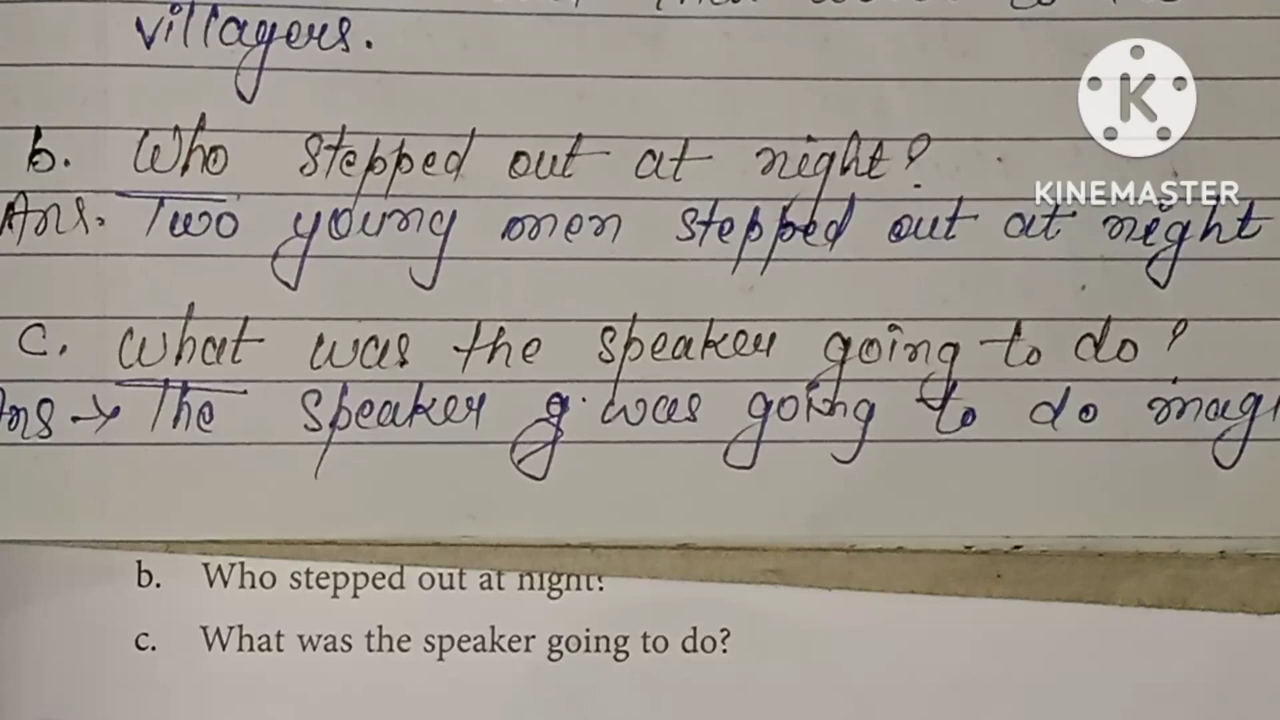 villagers.
b. Who stepped out at night?
Ans. Two young men stepped out at night
c. What was the speaker going to do?
Ans → The speaker g. was going to do
b. Who stepped out at night?
c. What was the speaker going to do?
K
KINEMASTER